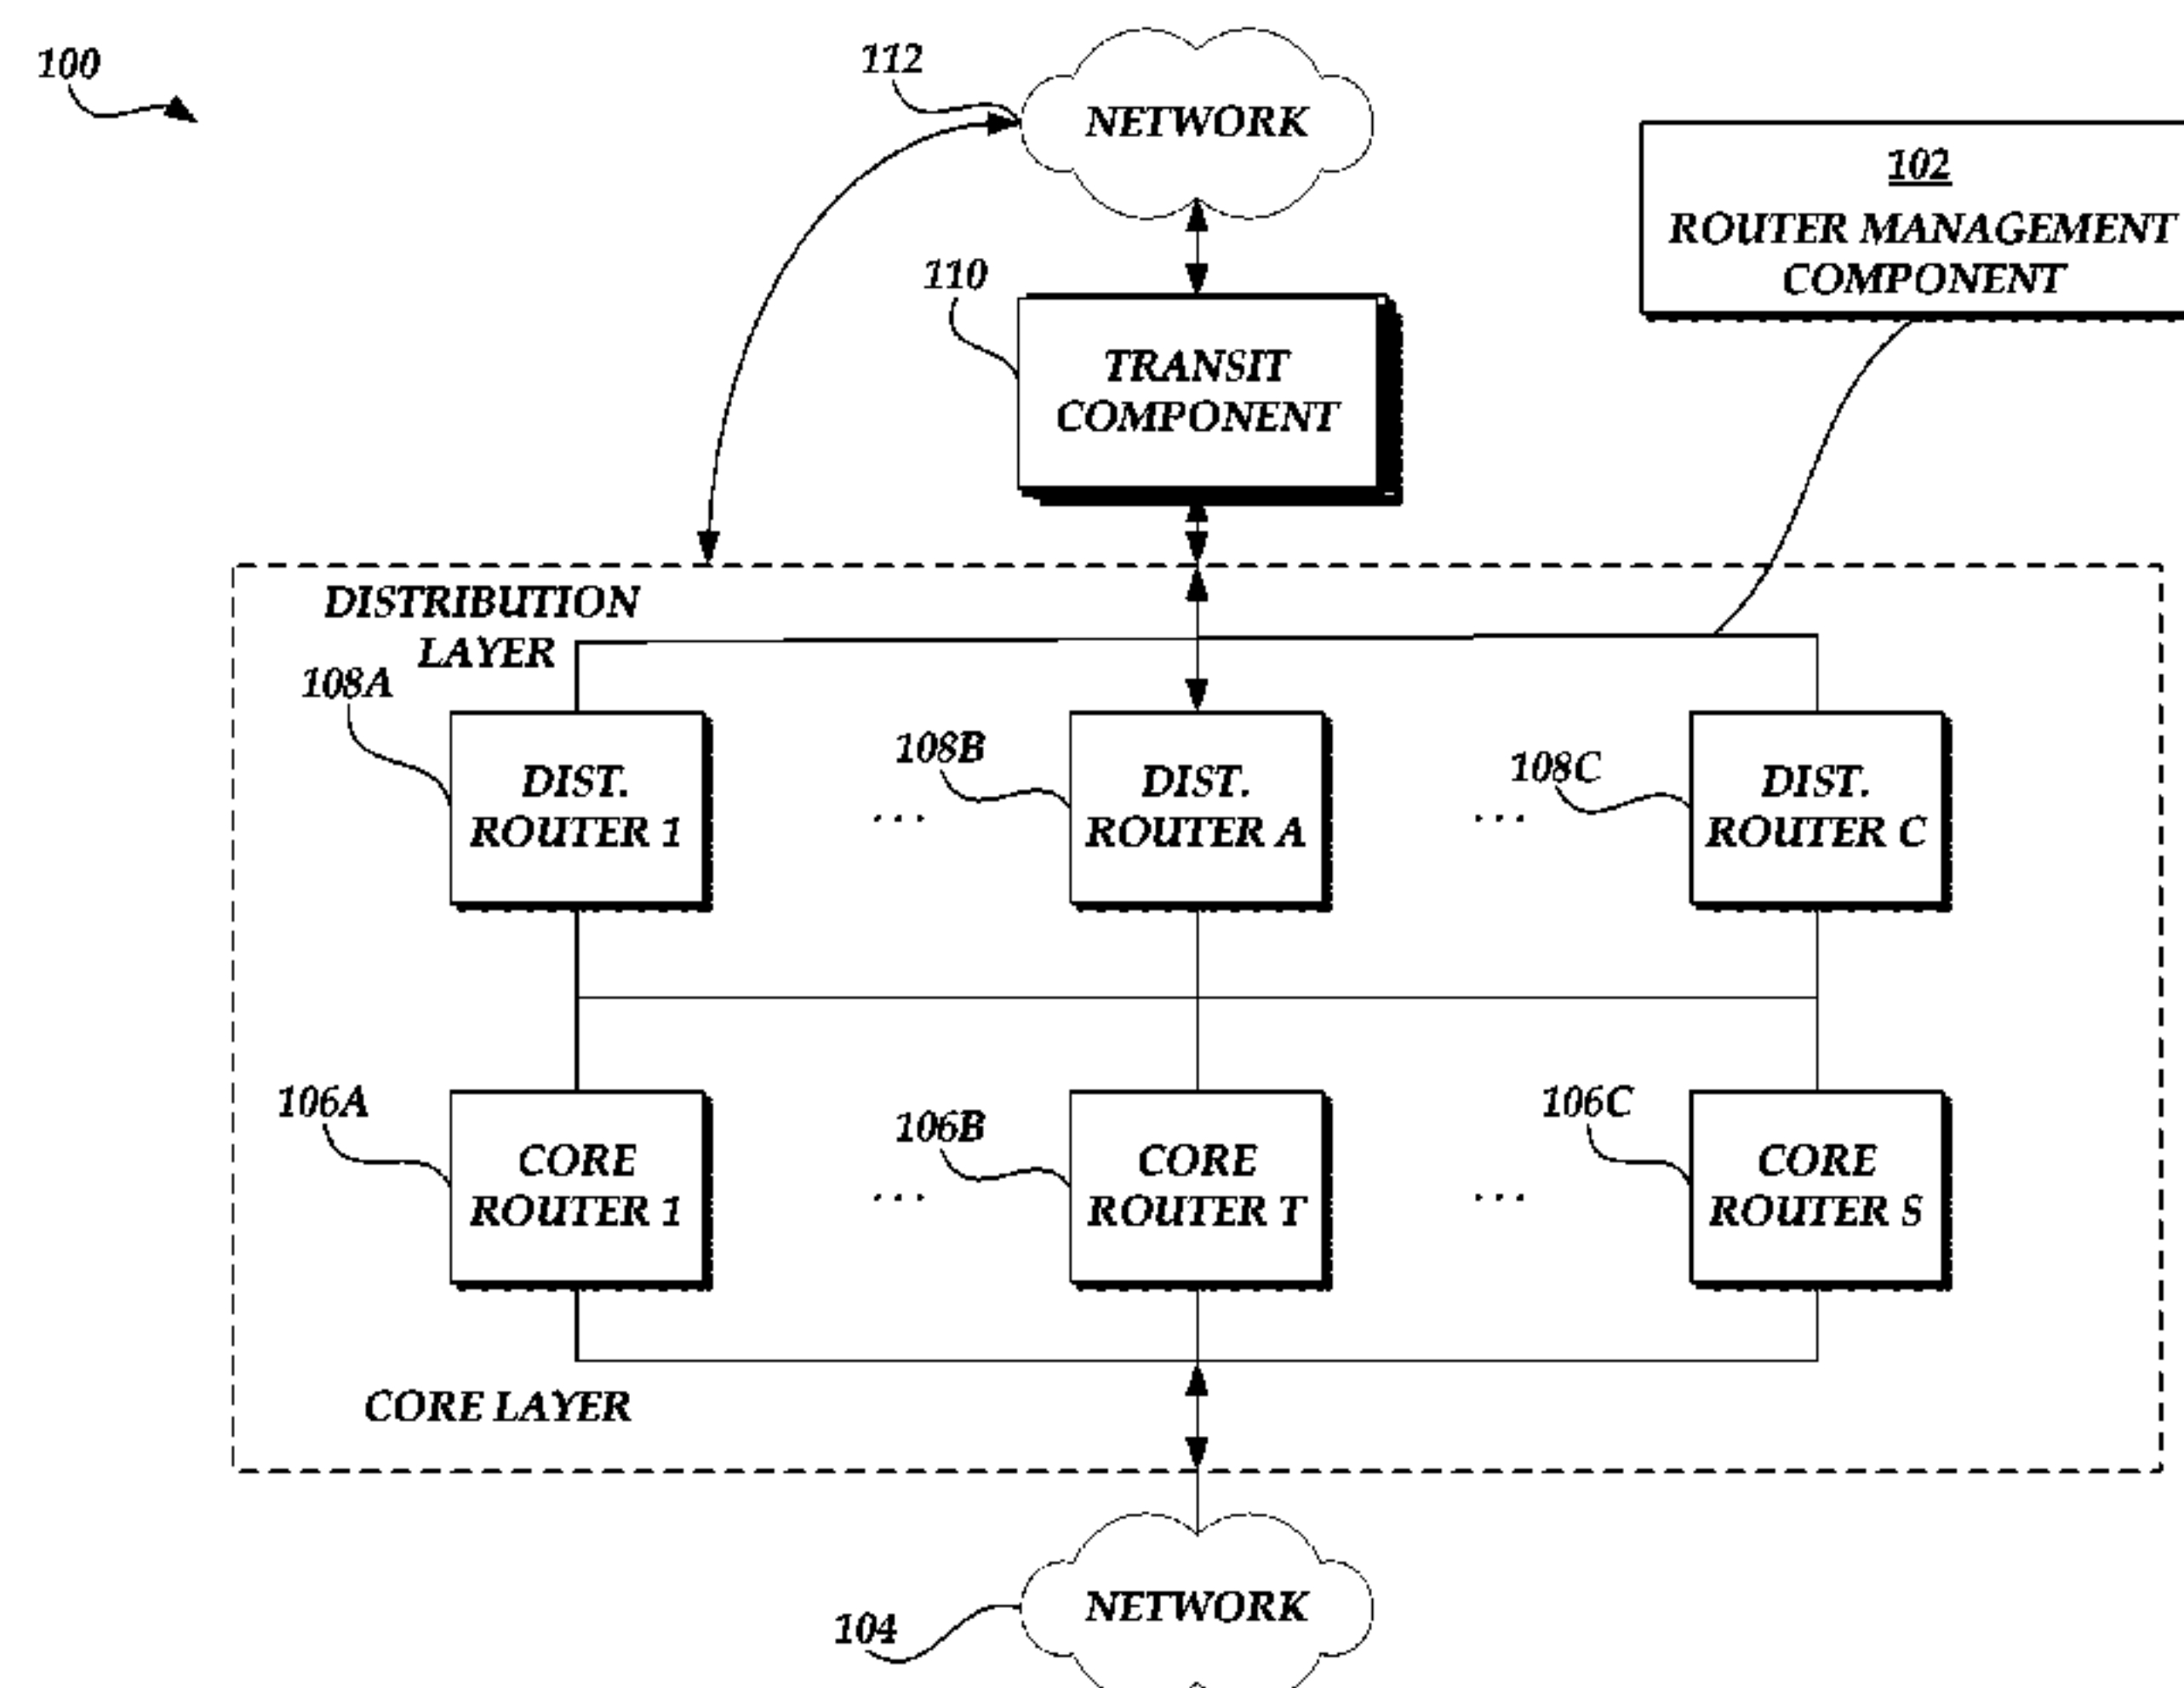 100
112
NETWORK
102
ROUTER MANAGEMENT
COMPONENT
110
TRANSIT
COMPONENT
DISTRIBUTION
LAYER
108A
DIST.
ROUTER 1
108B
...
DIST.
ROUTER A
108C
...
DIST.
ROUTER C
106A
CORE
ROUTER 1
106B
...
CORE
ROUTER T
106C
...
CORE
ROUTER S
CORE LAYER
NETWORK
104